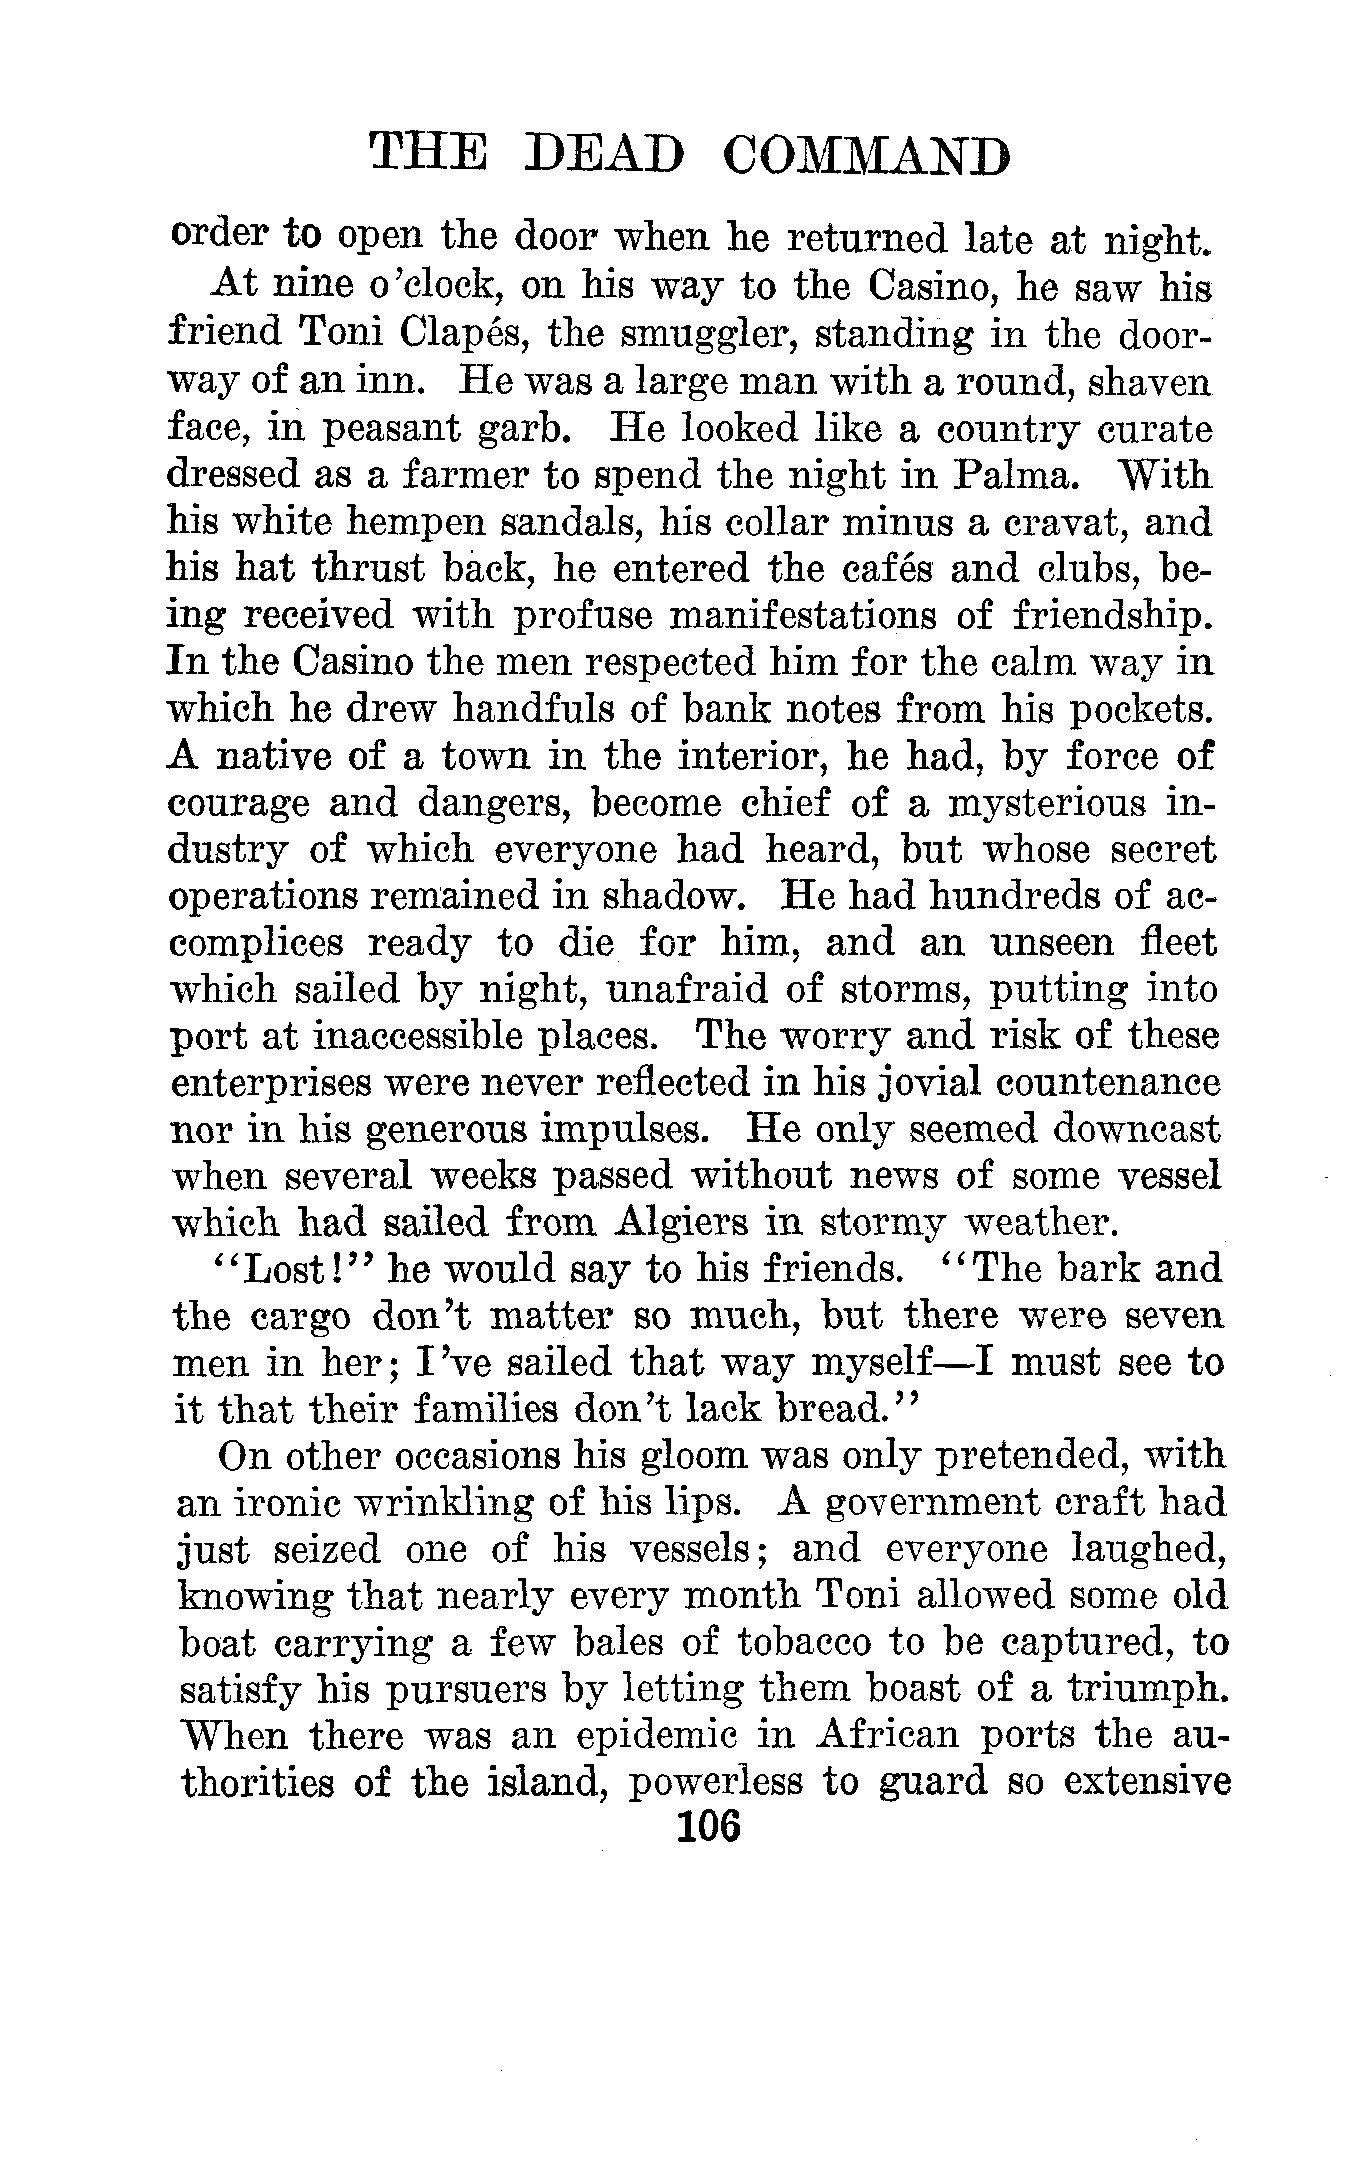 THE DEAD COMMAND
order to open the door when he returned late at night.
At nine o'clock, on his way to the Casino, he saw his
friend Toni Clapés, the smuggler, standing in the door-
way of an inn. He was a large man with a round, shaven
face, in peasant garb. He looked like a country curate
dressed as a farmer to spend the night in Palma. With
his white hempen sandals, his collar minus a cravat, and
his hat thrust back, he entered the cafés and clubs, be-
ing received with profuse manifestations of friendship.
In the Casino the men respected him for the calm way in
which he drew handfuls of bank notes from his pockets.
A native of a town in the interior, he had, by force of
courage and dangers, become chief of a mysterious in-
dustry of which everyone had heard, but whose secret
operations remained in shadow. He had hundreds of ac-
complices ready to die for him, and an unseen fleet
which sailed by night, unafraid of storms, putting into
port at inaccessible places. The worry and risk of these
enterprises were never reflected in his jovial countenance
nor in his generous impulses. He only seemed downcast
when several weeks passed without news of some vessel
which had sailed from Algiers in stormy weather.
"Lost!" he would say to his friends. "The bark and
the cargo don't matter so much, but there were seven
men in her; I've sailed that way myself—I must see to
it that their families don't lack bread."
On other occasions his gloom was only pretended, with
an ironic wrinkling of his lips. A government craft had
just seized one of his vessels; and everyone laughed,
knowing that nearly every month Toni allowed some old
boat carrying a few bales of tobacco to be captured, to
satisfy his pursuers by letting them boast of a triumph.
When there was an epidemic in African ports the au-
thorities of the island, powerless to guard so extensive
106